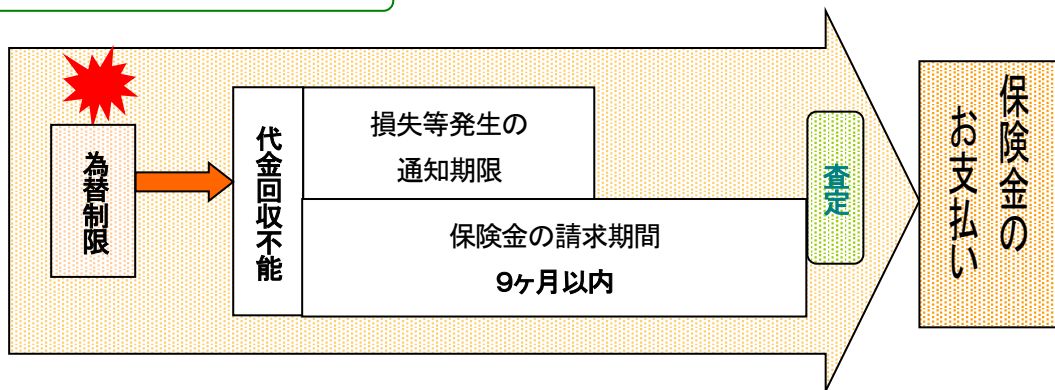 為替制限
代金回収不能
損失等発生の
通知期限
保険金の請求期間
9ヶ月以内
査定
保険金の
お支払い